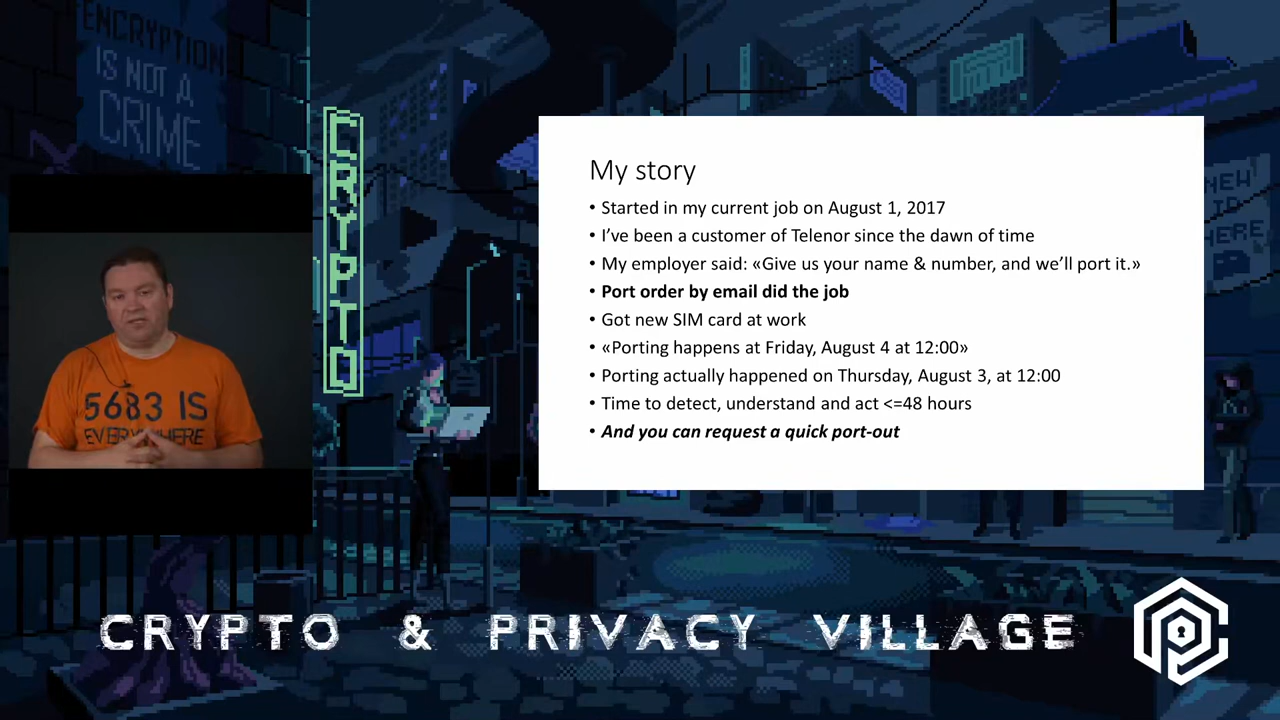 ENCRYPTION
IS NOT A
CRIME
CRYPTO
My story
• Started in my current job on August 1, 2017
• I've been a customer of Telenor since the dawn of time
• My employer said: «Give us your name & number, and we'll port it.»
• Port order by email did the job
• Got new SIM card at work
• «Porting happens at Friday, August 4 at 12:00»
• Porting actually happened on Thursday, August 3, at 12:00
• Time to detect, understand and act <=48 hours
• And you can request a quick port-out
NEW
TO
HERE
5683 IS
EVERYWHERE
CRYPTO & PRIVACY VILLAGE